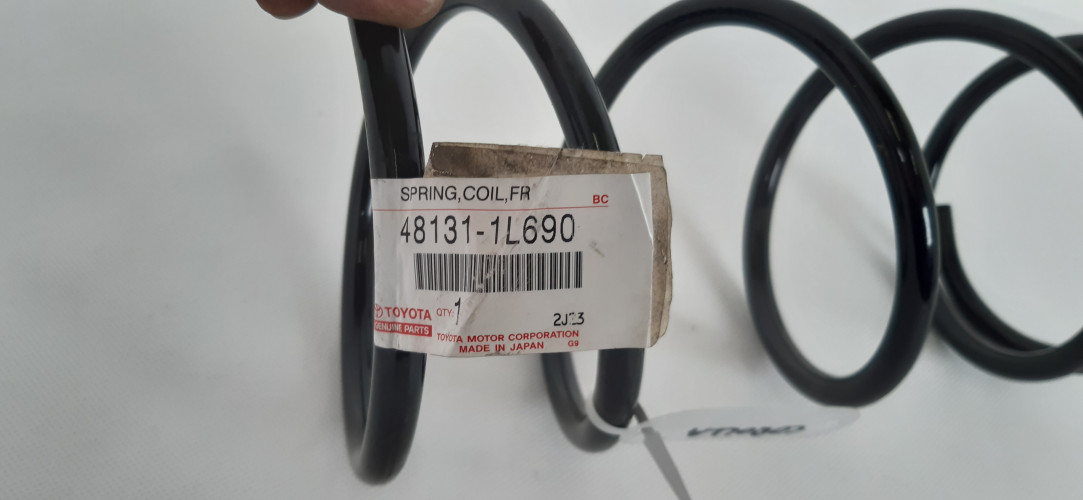 SPRING,COIL,FR
BC
48131-1L690
TOYOTA
GENUINE PARTS
QTY: 1
2J23
TOYOTA MOTOR CORPORATION
MADE IN JAPAN G9